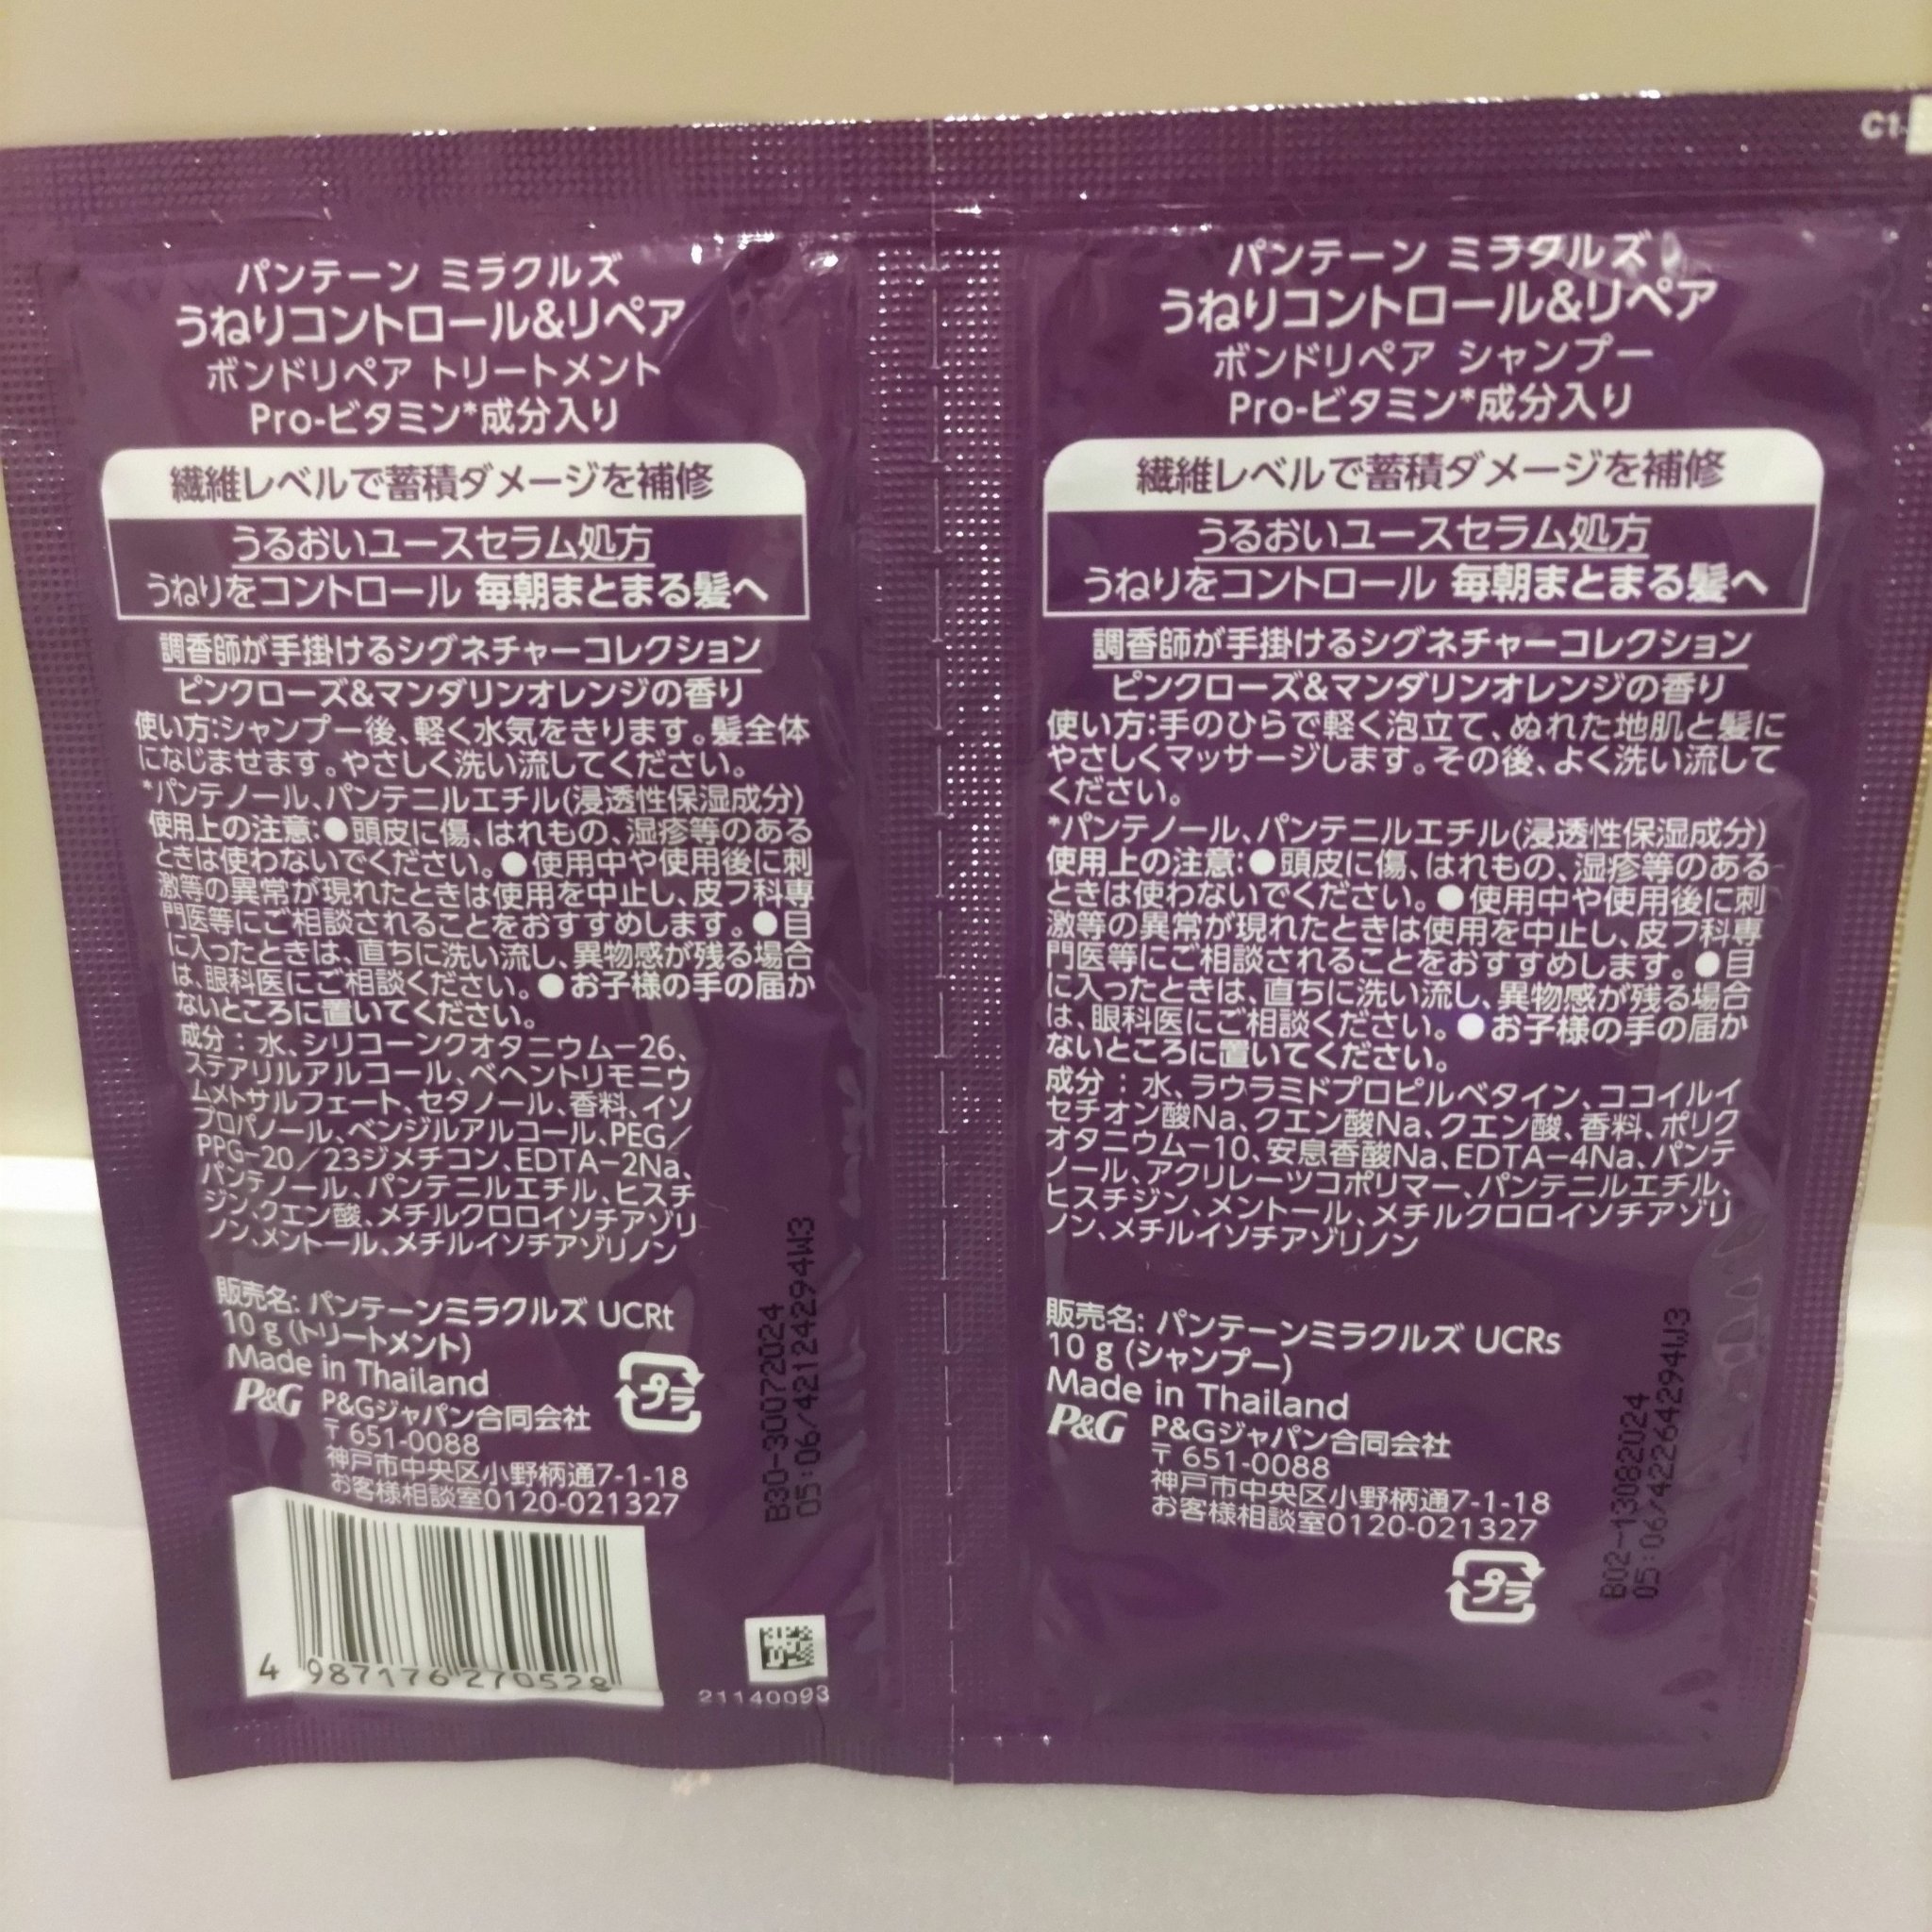 C1
パンテーン ミラクルズ
うねりコントロール&リペア
ボンドリペア トリートメント
Pro-ビタミン*成分入り
繊維レベルで蓄積ダメージを補修
うるおいユースセラム処方
うねりをコントロール 毎朝まとまる髪へ
調香師が手掛けるシグネチャーコレクション
ピンクローズ&マンダリンオレンジの香り
使い方:シャンプー後、軽く水気をきります。髪全体
になじませます。やさしく洗い流してください。
*パンテノール、パンテニルエチル(浸透性保湿成分)
使用上の注意:●頭皮に傷、はれもの、湿疹等のある
ときは使わないでください。●使用中や使用後に刺
激等の異常が現れたときは使用を中止し、皮フ科専
門医等にご相談されることをおすすめします。●目
に入ったときは、直ちに洗い流し、異物感が残る場合
は、眼科医にご相談ください。●お子様の手の届か
ないところに置いてください。
成分:水、シリコーンクオタニウム-26、
ステアリルアルコール、ベヘントリモニウ
ムメトサルフェート、セタノール、香料、イソ
プロパノール、ベンジルアルコール、PEG/
PPG-20/23ジメチコン、EDTA-2Na、
パンテノール、パンテニルエチル、ヒスチ
ジン、クエン酸、メチルクロロイソチアゾリ
ノン、メントール、メチルイソチアゾリノン
販売名: パンテーンミラクルズ UCRt
10 g (トリートメント)
Made in Thailand
P&G P&Gジャパン合同会社
〒651-0088
神戸市中央区小野柄通7-1-18
お客様相談室0120-021327
プラ
B30-30072024
05:06/42124294W3
4 987176 270528
21140093
パンテーン ミラクルズ
うねりコントロール&リペア
ボンドリペア シャンプー
Pro-ビタミン*成分入り
繊維レベルで蓄積ダメージを補修
うるおいユースセラム処方
うねりをコントロール 毎朝まとまる髪へ
調香師が手掛けるシグネチャーコレクション
ピンクローズ&マンダリンオレンジの香り
使い方:手のひらで軽く泡立て、ぬれた地肌と髪に
やさしくマッサージします。その後、よく洗い流して
ください。
*パンテノール、パンテニルエチル(浸透性保湿成分)
使用上の注意:●頭皮に傷、はれもの、湿疹等のある
ときは使わないでください。●使用中や使用後に刺
激等の異常が現れたときは使用を中止し、皮フ科専
門医等にご相談されることをおすすめします。●目
に入ったときは、直ちに洗い流し、異物感が残る場合
は、眼科医にご相談ください。●お子様の手の届か
ないところに置いてください。
成分:水、ラウラミドプロピルベタイン、ココイルイ
セチオン酸Na、クエン酸Na、クエン酸、香料、ポリク
オタニウム-10、安息香酸Na、EDTA-4Na、パンテ
ノール、アクリレーツコポリマー、パンテニルエチル、
ヒスチジン、メントール、メチルクロロイソチアゾリ
ノン、メチルイソチアゾリノン
販売名: パンテーンミラクルズ UCRs
10 g (シャンプー)
Made in Thailand
P&G P&Gジャパン合同会社
〒651-0088
神戸市中央区小野柄通7-1-18
お客様相談室0120-021327
プラ
B02-13082024
05:06/42264294W3